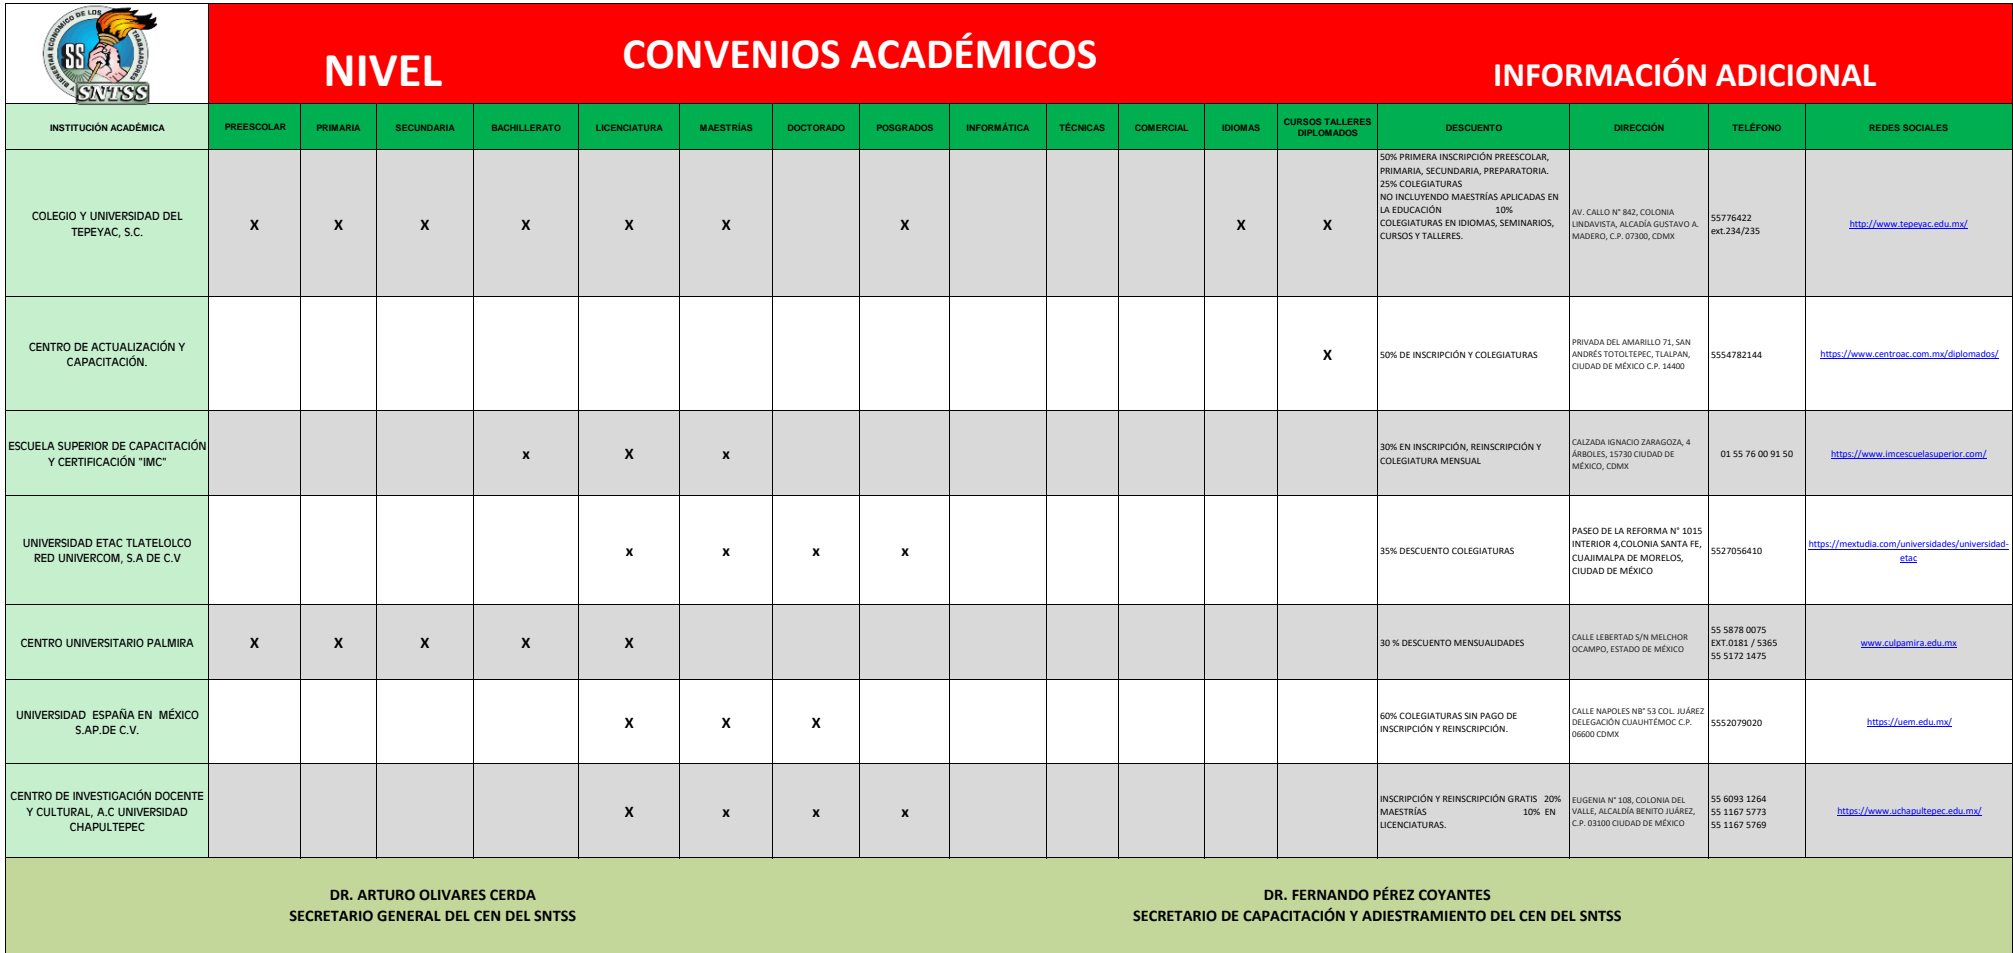 ECONOMICO DE LOS
TRABAJADORES
Y BIENESTAR
SS
SNTSS
NIVEL
CONVENIOS ACADÉMICOS
INFORMACIÓN ADICIONAL
INSTITUCIÓN ACADÉMICA PREESCOLAR PRIMARIA SECUNDARIA BACHILLERATO LICENCIATURA MAESTRÍAS DOCTORADO POSGRADOS INFORMÁTICA TÉCNICAS COMERCIAL IDIOMAS CURSOS TALLERES
DIPLOMADOS DESCUENTO DIRECCIÓN TELÉFONO REDES SOCIALES
COLEGIO Y UNIVERSIDAD DEL
TEPEYAC, S.C.
X X X X X X X X X
50% PRIMERA INSCRIPCIÓN PREESCOLAR,
PRIMARIA, SECUNDARIA, PREPARATORIA.
25% COLEGIATURAS
NO INCLUYENDO MAESTRÍAS APLICADAS EN
LA EDUCACIÓN 10%
COLEGIATURAS EN IDIOMAS, SEMINARIOS,
CURSOS Y TALLERES.
AV. CALLO N° 842, COLONIA
LINDAVISTA, ALCADÍA GUSTAVO A.
MADERO, C.P. 07300, CDMX
55776422
ext.234/235
http://www.tepeyac.edu.mx/
CENTRO DE ACTUALIZACIÓN Y
CAPACITACIÓN.
X
50% DE INSCRIPCIÓN Y COLEGIATURAS
PRIVADA DEL AMARILLO 71, SAN
ANDRÉS TOTOLTEPEC, TLALPAN,
CIUDAD DE MÉXICO C.P. 14400
5554782144
https://www.centroac.com.mx/diplomados/
ESCUELA SUPERIOR DE CAPACITACIÓN
Y CERTIFICACIÓN "IMC"
x X x
30% EN INSCRIPCIÓN, REINSCRIPCIÓN Y
COLEGIATURA MENSUAL
CALZADA IGNACIO ZARAGOZA, 4
ÁRBOLES, 15730 CIUDAD DE
MÉXICO, CDMX
01 55 76 00 91 50
https://www.imcescuelasuperior.com/
UNIVERSIDAD ETAC TLATELOLCO
RED UNIVERCOM, S.A DE C.V
x x x x
35% DESCUENTO COLEGIATURAS
PASEO DE LA REFORMA N° 1015
INTERIOR 4,COLONIA SANTA FE,
CUAJIMALPA DE MORELOS,
CIUDAD DE MÉXICO
5527056410
https://mextudia.com/universidades/universidad-
etac
CENTRO UNIVERSITARIO PALMIRA
X X X X X
30 % DESCUENTO MENSUALIDADES
CALLE LEBERTAD S/N MELCHOR
OCAMPO, ESTADO DE MÉXICO
55 5878 0075
EXT.0181 / 5365
55 5172 1475
www.culpamira.edu.mx
UNIVERSIDAD ESPAÑA EN MÉXICO
S.AP.DE C.V.
X X X
60% COLEGIATURAS SIN PAGO DE
INSCRIPCIÓN Y REINSCRIPCIÓN.
CALLE NAPOLES NB° 53 COL. JUÁREZ
DELEGACIÓN CUAUHTÉMOC C.P.
06600 CDMX
5552079020
https://uem.edu.mx/
CENTRO DE INVESTIGACIÓN DOCENTE
Y CULTURAL, A.C UNIVERSIDAD
CHAPULTEPEC
X x x x
INSCRIPCIÓN Y REINSCRIPCIÓN GRATIS 20%
MAESTRÍAS 10% EN
LICENCIATURAS.
EUGENIA N° 108, COLONIA DEL
VALLE, ALCALDÍA BENITO JUÁREZ,
C.P. 03100 CIUDAD DE MÉXICO
55 6093 1264
55 1167 5773
55 1167 5769
https://www.uchapultepec.edu.mx/
DR. ARTURO OLIVARES CERDA
SECRETARIO GENERAL DEL CEN DEL SNTSS
DR. FERNANDO PÉREZ COYANTES
SECRETARIO DE CAPACITACIÓN Y ADIESTRAMIENTO DEL CEN DEL SNTSS